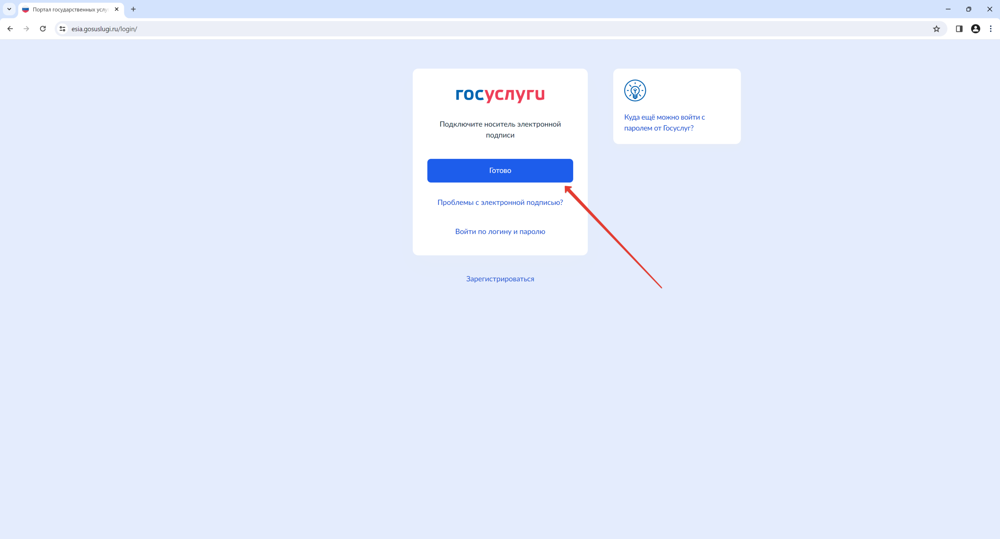 Портал государственных услуг
esia.gosuslugi.ru/login/
госуслуги
Подключите носитель электронной
подписи
Готово
Проблемы с электронной подписью?
Войти по логину и паролю
Зарегистрироваться
Куда ещё можно войти с
паролем от Госуслуг?